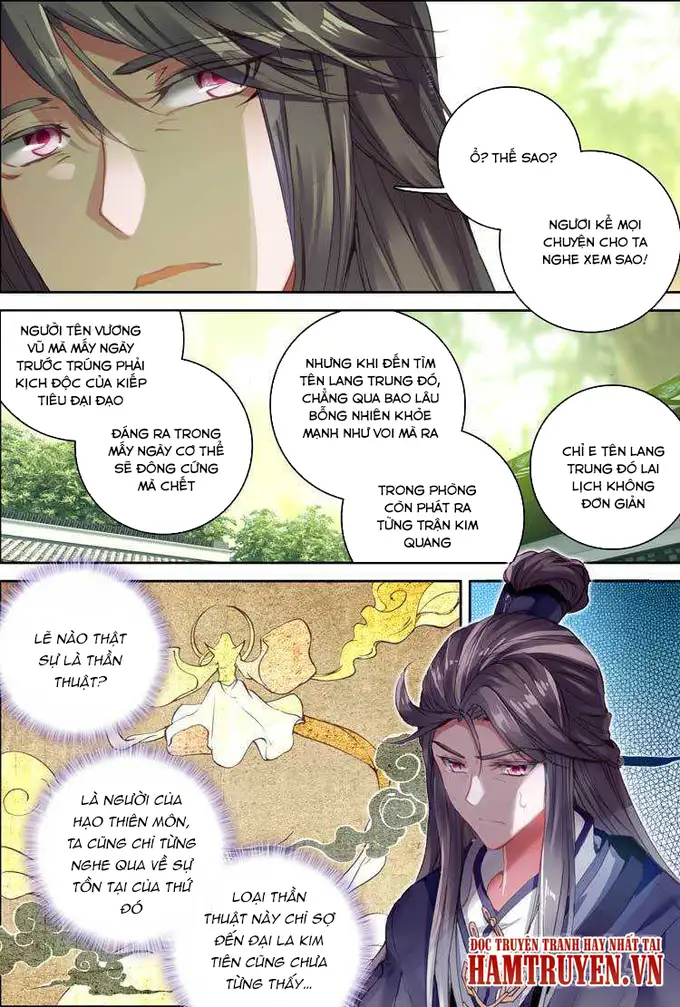 Ồ? THẾ SAO?
NGƯƠI KỂ MỌI
CHUYỆN CHO TA
NGHE XEM SAO!
NGƯỜI TÊN VƯƠNG
VŨ MÀ MẤY NGÀY
TRƯỚC TRÚNG PHẢI
KỊCH ĐỘC CỦA KIẾP
TIÊU ĐẠI ĐẠO
ĐÁNG RA TRONG
MẤY NGÀY CƠ THỂ
SẼ ĐÔNG CỨNG
MÀ CHẾT
NHƯNG KHI ĐẾN TÌM
TÊN LANG TRUNG ĐÓ,
CHẲNG QUA BAO LÂU
BỖNG NHIÊN KHỎE
MẠNH NHƯ VOI MÀ RA
TRONG PHÒNG
CÒN PHÁT RA
TỪNG TRẬN KIM
QUANG
CHỈ E TÊN LANG
TRUNG ĐÓ LAI
LỊCH KHÔNG
ĐƠN GIẢN
LẼ NÀO THẬT
SỰ LÀ THẦN
THUẬT?
LÀ NGƯỜI CỦA
HẠO THIÊN MÔN,
TA CŨNG CHỈ TỪNG
NGHE QUA VỀ SỰ
TỒN TẠI CỦA THỨ
ĐÓ
LOẠI THẦN
THUẬT NÀY CHỈ SỢ
ĐẾN ĐẠI LA KIM
TIÊN CŨNG CHƯA
TỪNG THẤY...
ĐỌC TRUYỆN TRANH HAY NHẤT TẠI
HAMTRUYEN.VN